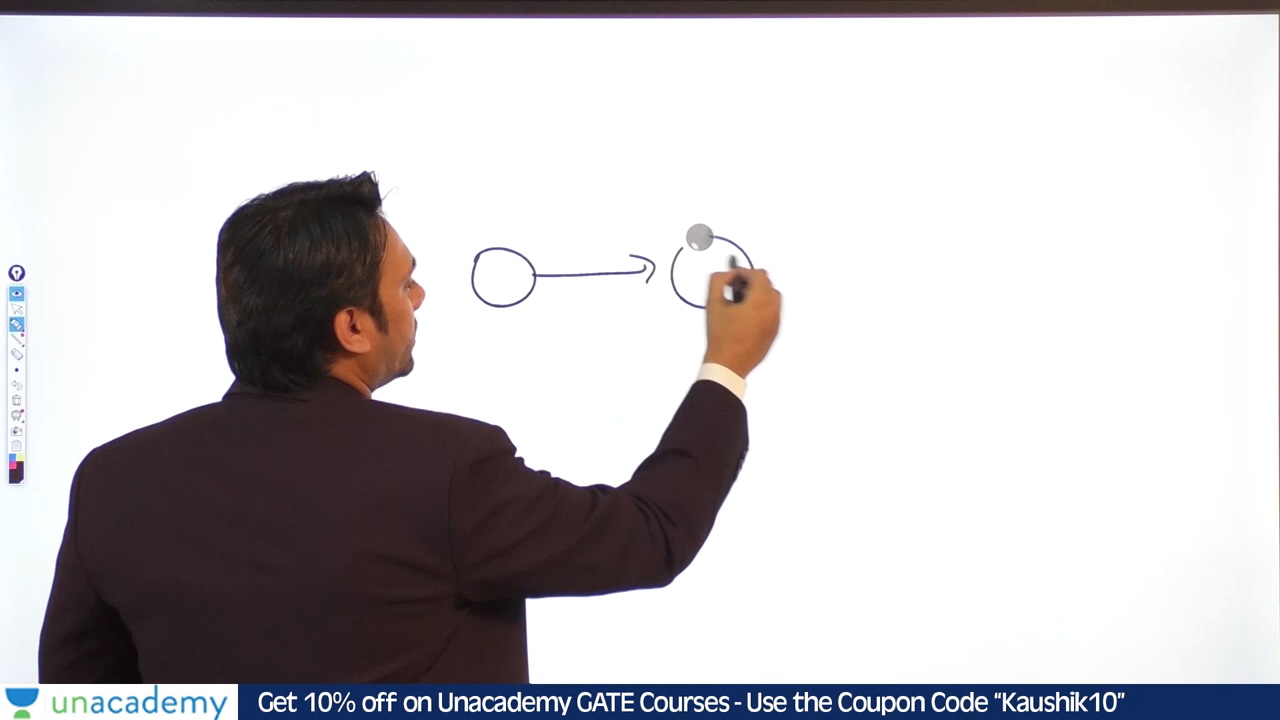 unacademy
Get 10% off on Unacademy GATE Courses - Use the Coupon Code “Kaushik10”